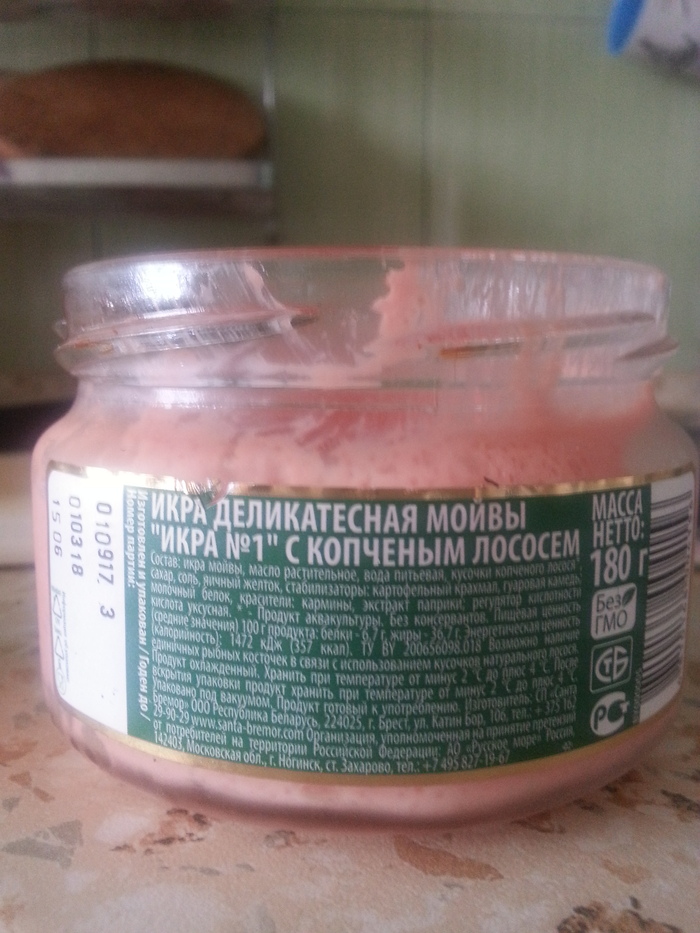 ИКРА ДЕЛИКАТЕСНАЯ МОЙВЫ
"ИКРА №1" С КОПЧЕНЫМ ЛОСОСЕМ
Состав: икра мойвы, масло растительное, вода питьевая, кусочки копченого лосося*,
сахар, соль, яичный желток, стабилизаторы: картофельный крахмал, гуаровая камедь;
молочный белок, красители: кармины, экстракт паприки; регулятор кислотности
кислота уксусная. * - Продукт аквакультуры. Без консервантов. Пищевая ценность
(средние значения) 100 г продукта: белки - 6,7 г, жиры - 36,7 г. Энергетическая ценность
(калорийность): 1472 кДж (357 ккал). ТУ BY 200656098.018 Возможно наличие
единичных рыбных косточек в связи с использованием кусочков натурального лосося.
Продукт охлажденный. Хранить при температуре от минус 2 °С до плюс 4 °С. После
вскрытия упаковки продукт хранить при температуре от минус 2 °С до плюс 4 °С
Упаковано под вакуумом. Продукт готовый к употреблению. Изготовитель: СП «Санта
Бремор» ООО Республика Беларусь, 224025, г. Брест, ул. Катин Бор, 106, тел.: + 375 162
29-90-29 www.santa-bremor.com Организация, уполномоченная на принятие претензий
от потребителей на территории Российской Федерации: АО «Русское море» Россия,
142403, Московская обл., г. Ногинск, ст. Захарово, тел.: +7 495 827-19-67
МАССА
НЕТТО:
180 г
Без
ГМО
Изготовлен и упакован / Годен до /
Номер партии:
010917 3
010318
15 06